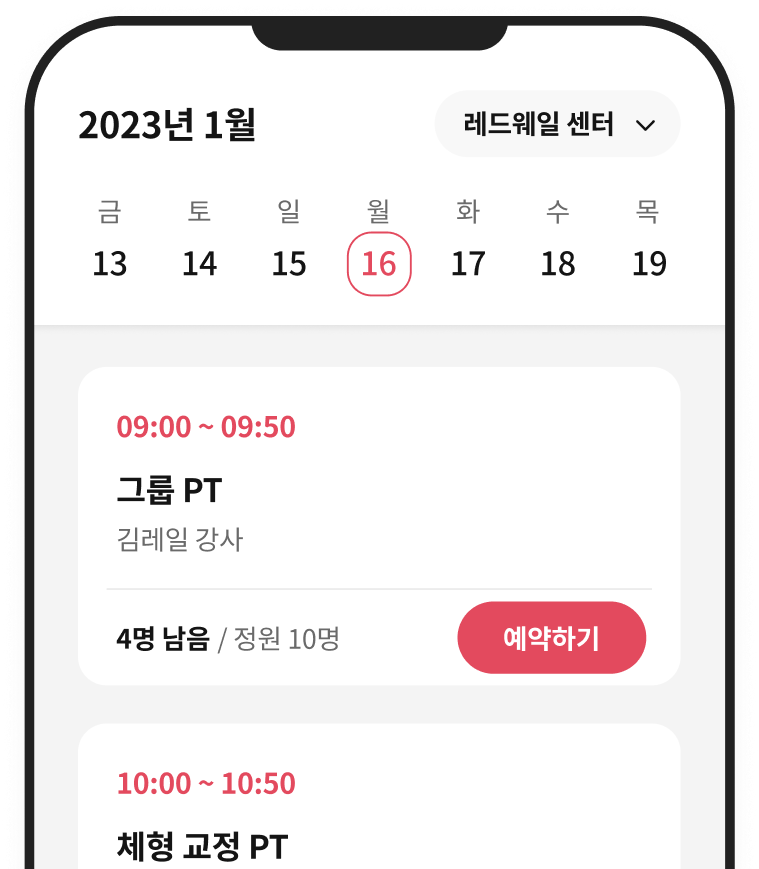 2023년 1월 레드웨일 센터
금 토 일 월 화 수 목
13 14 15 16 17 18 19
09:00 ~ 09:50
그룹 PT
김레일 강사
4명 남음 / 정원 10명 예약하기
10:00 ~ 10:50
체형 교정 PT